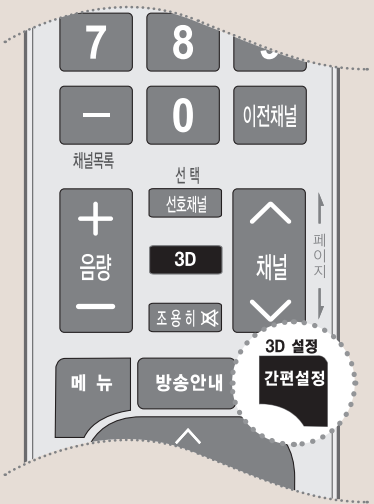 7 8 9
— 0 이전채널
채널목록
선 택
선호채널
+ 음량 —
3D
채널
페이지
조용히
3D 설정
메 뉴
방송안내
간편설정